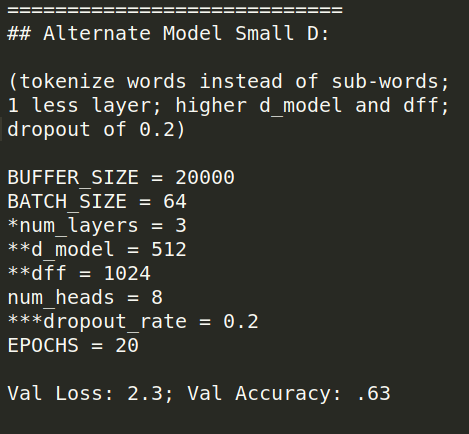 ============================
## Alternate Model Small D:
(tokenize words instead of sub-words;
1 less layer; higher d_model and dff;
dropout of 0.2)
BUFFER_SIZE = 20000
BATCH_SIZE = 64
*num_layers = 3
**d_model = 512
**dff = 1024
num_heads = 8
***dropout_rate = 0.2
EPOCHS = 20
Val Loss: 2.3; Val Accuracy: .63